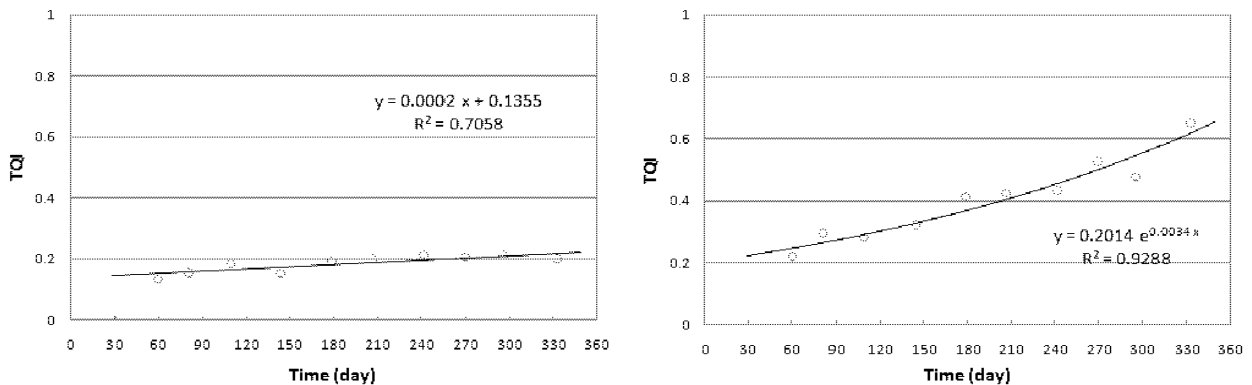 1
0.8
0.6
0.4
0.2
0
TQI
y = 0.0002 x + 0.1355
R² = 0.7058
0 30 60 90 120 150 180 210 240 270 300 330 360
Time (day)
1
0.8
0.6
0.4
0.2
0
TQI
y = 0.2014 e^0.0034 x
R² = 0.9288
0 30 60 90 120 150 180 210 240 270 300 330 360
Time (day)